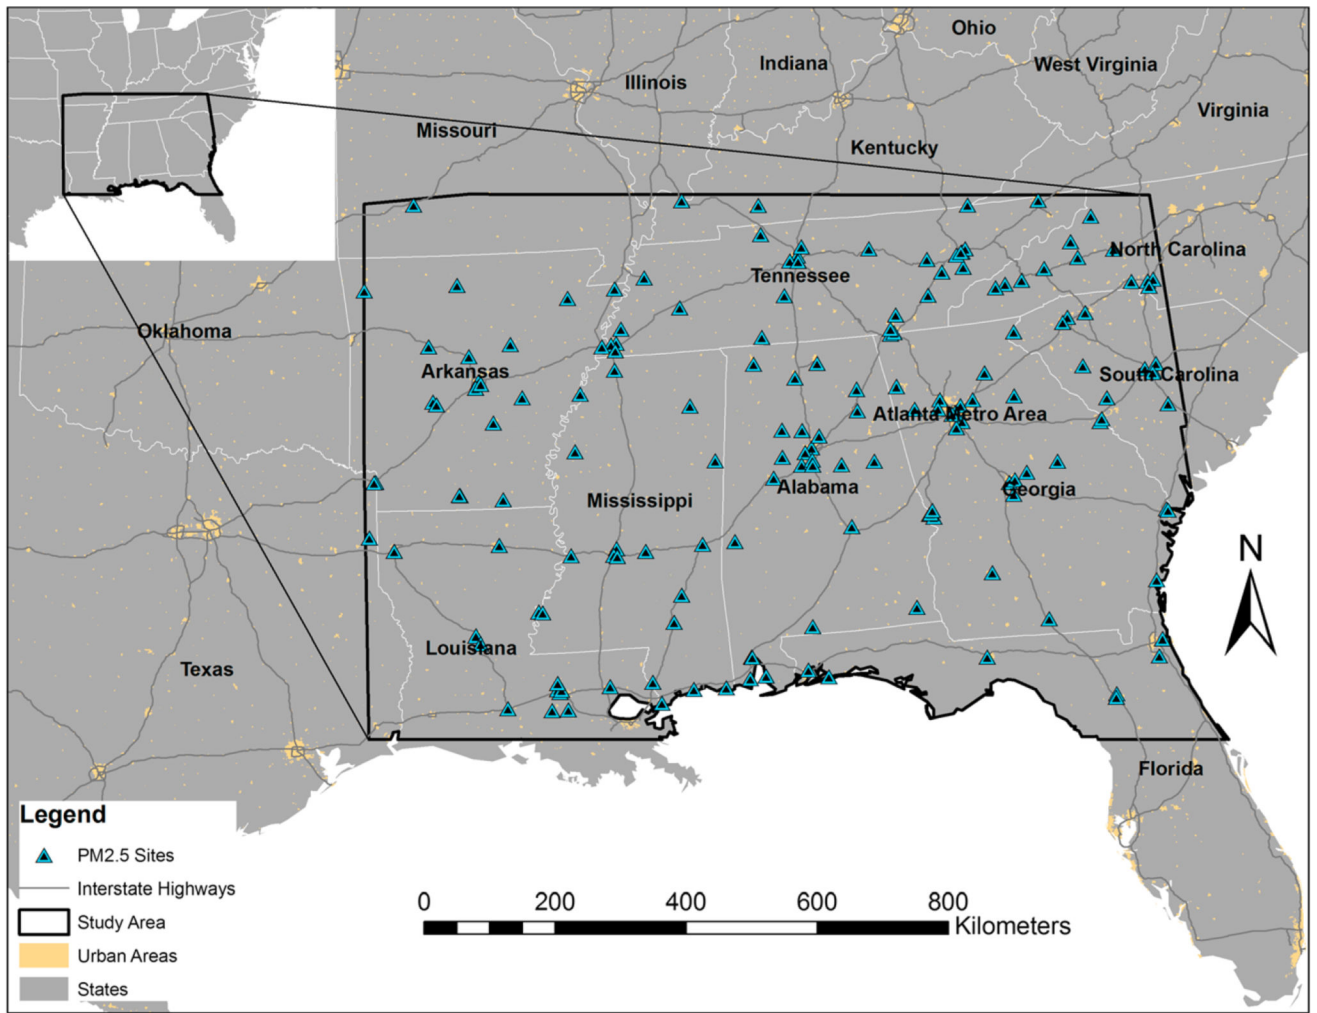 Ohio
Indiana
West Virginia
Illinois
Virginia
Missouri
Kentucky
North Carolina
Tennessee
Oklahoma
Arkansas
South Carolina
Atlanta Metro Area
Alabama
Georgia
Mississippi
N
Louisiana
Texas
Florida
Legend
PM2.5 Sites
Interstate Highways
Study Area
Urban Areas
States
0 200 400 600 800
Kilometers